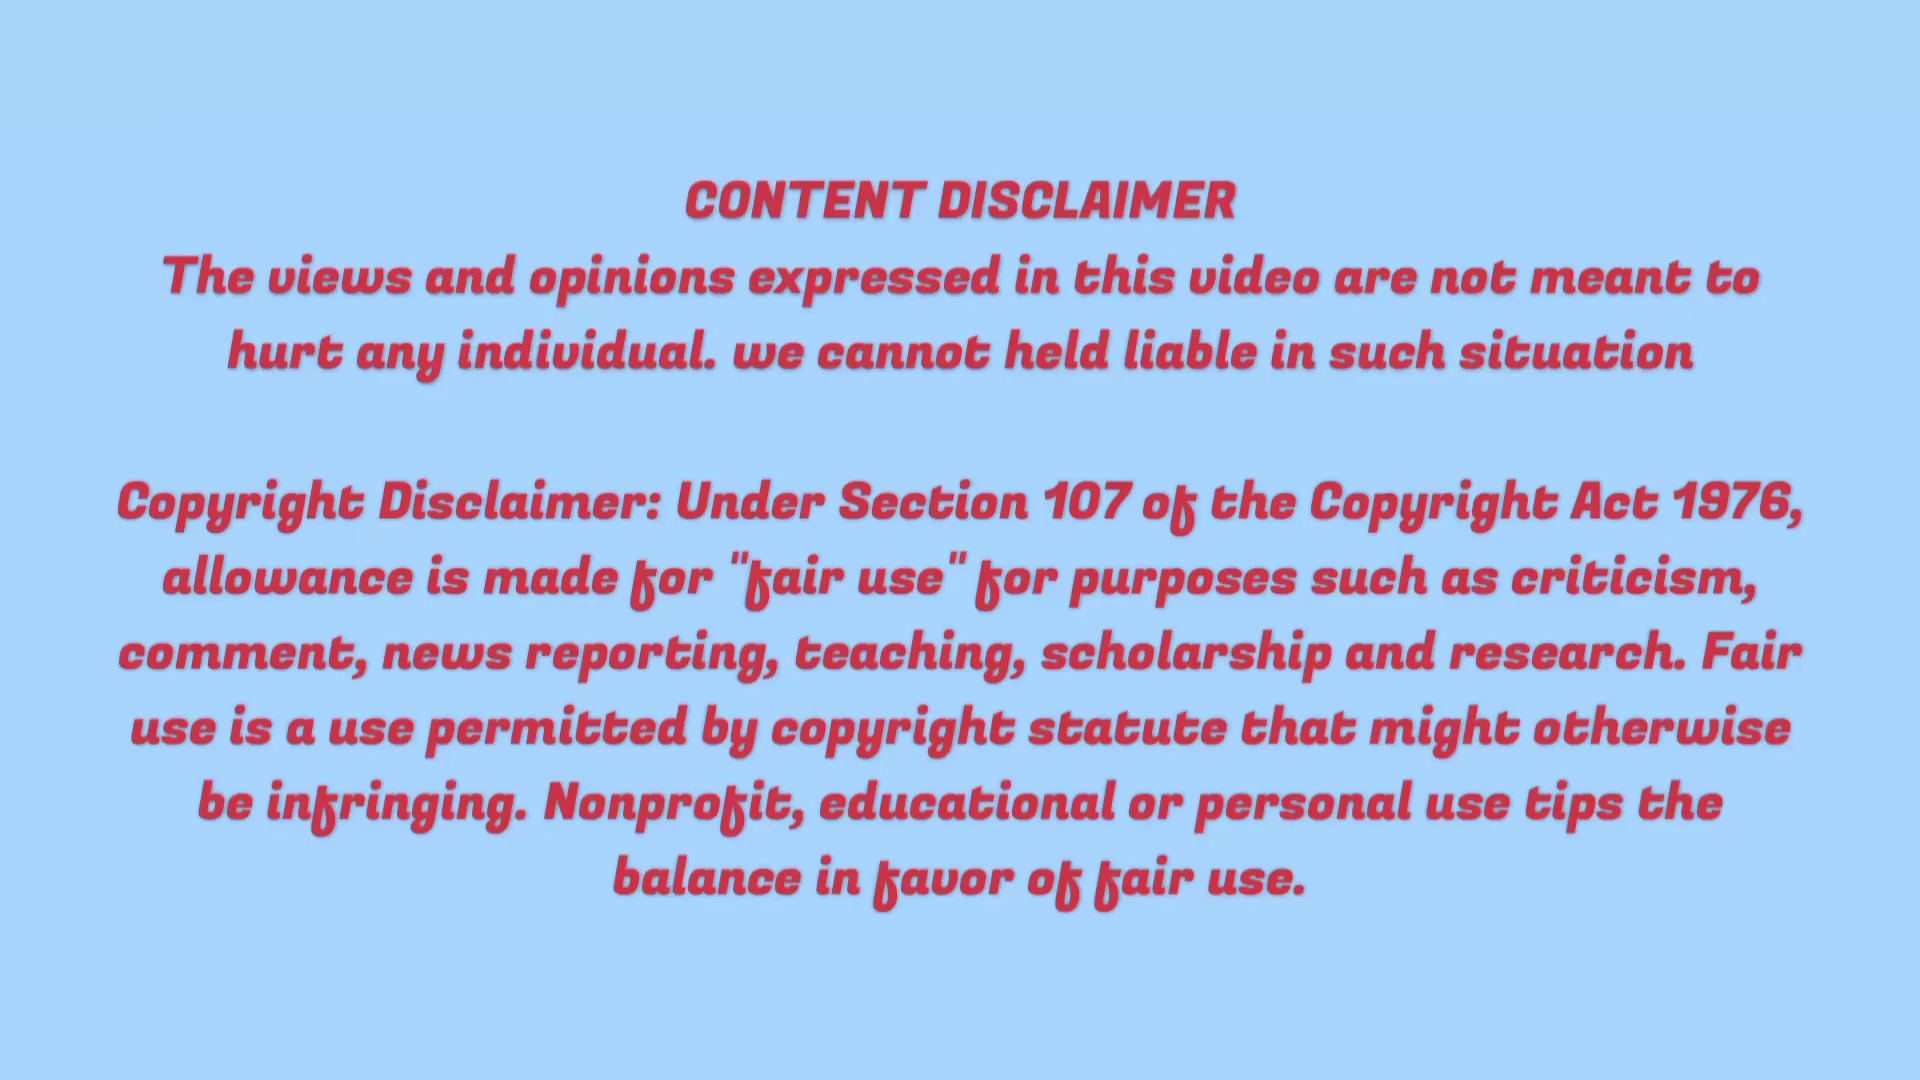 CONTENT DISCLAIMER
The views and opinions expressed in this video are not meant to
hurt any individual. we cannot held liable in such situation
Copyright Disclaimer: Under Section 107 of the Copyright Act 1976,
allowance is made for "fair use" for purposes such as criticism,
comment, news reporting, teaching, scholarship and research. Fair
use is a use permitted by copyright statute that might otherwise
be infringing. Nonprofit, educational or personal use tips the
balance in favor of fair use.